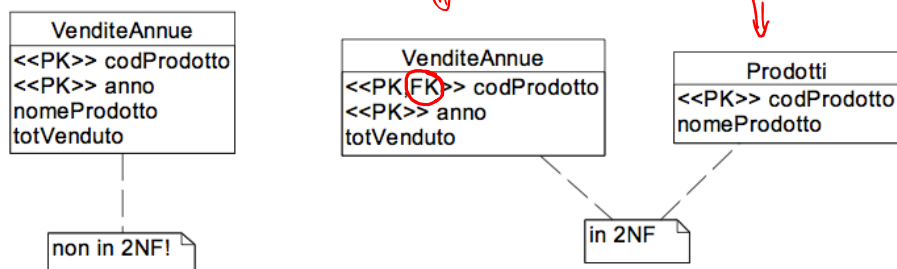 VenditeAnnue
<<PK>> codProdotto
<<PK>> anno
nomeProdotto
totVenduto
non in 2NF!
VenditeAnnue
<<PK,FK>> codProdotto
<<PK>> anno
totVenduto
Prodotti
<<PK>> codProdotto
nomeProdotto
in 2NF